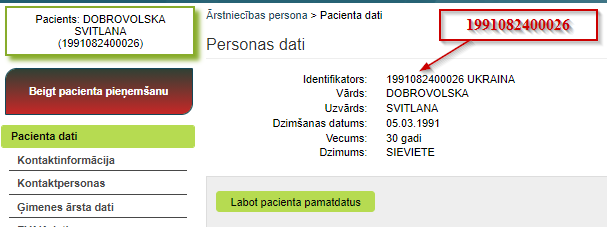 Pacients: DOBROVOLSKA
SVITLANA
(1991082400026)
Beigt pacienta pieņemšanu
Pacienta dati
Kontaktinformācija
Kontaktpersonas
Ģimenes ārsta dati
Ārstniecības persona > Pacienta dati
1991082400026
Personas dati
Identifikators: 1991082400026 UKRAINA
Vārds: DOBROVOLSKA
Uzvārds: SVITLANA
Dzimšanas datums: 05.03.1991
Vecums: 30 gadi
Dzimums: SIEVIETE
Labot pacienta pamatdatus